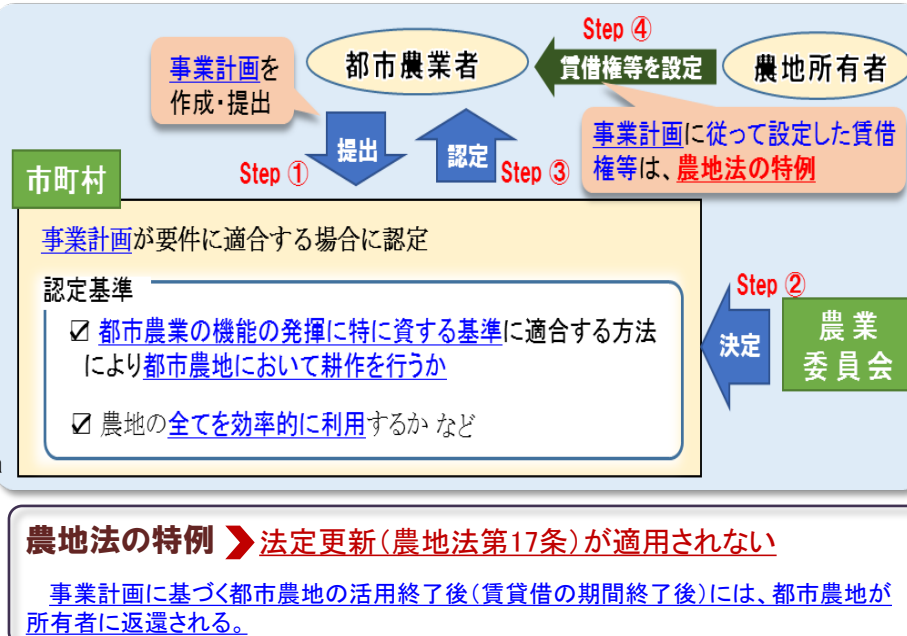 Step ④
事業計画を
作成・提出
都市農業者
賃借権等を設定
農地所有者
事業計画に従って設定した賃借
権等は、農地法の特例
提出
認定
Step ①
Step ③
市町村
事業計画が要件に適合する場合に認定
認定基準
☑ 都市農業の機能の発揮に特に資する基準に適合する方法
により都市農地において耕作を行うか
☑ 農地の全てを効率的に利用するか など
Step ②
決定
農業
委員会
農地法の特例 法定更新(農地法第17条)が適用されない
事業計画に基づく都市農地の活用終了後(賃貸借の期間終了後)には、都市農地が
所有者に返還される。